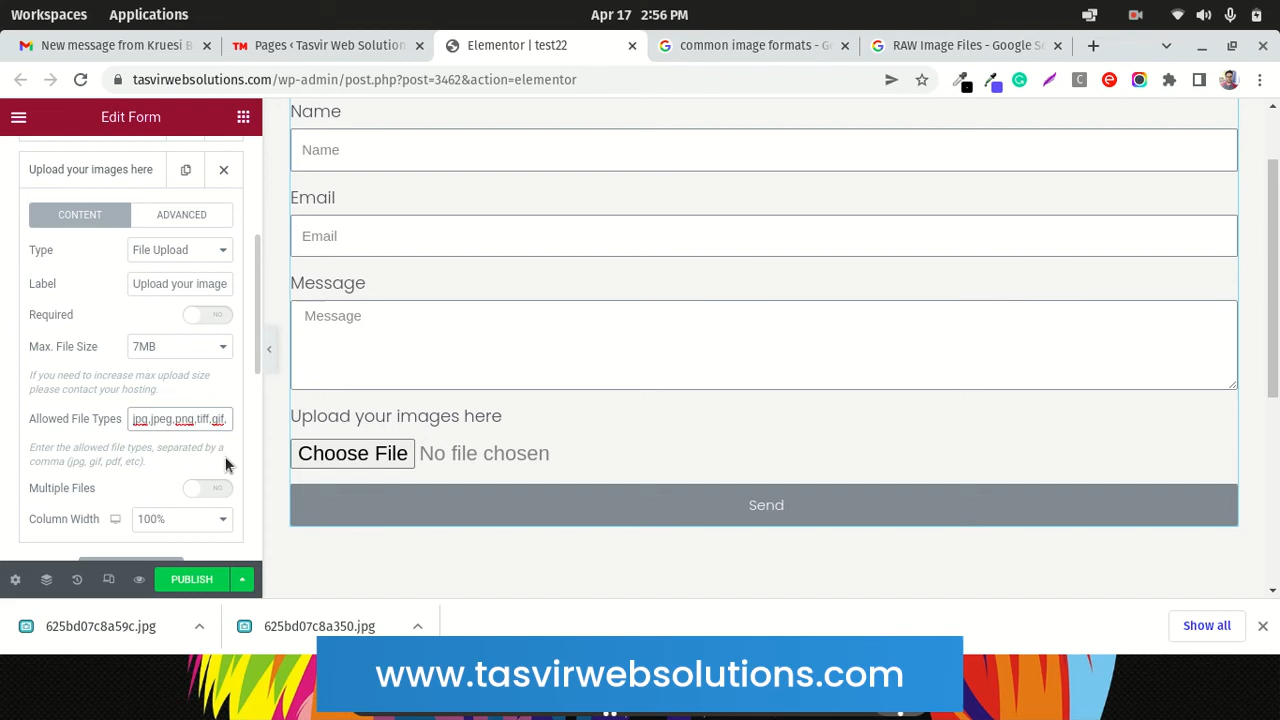 Workspaces Applications Apr 17 2:56 PM
New message from Kruesi B Pages ‹ Tasvir Web Solution Elementor | test22 common image formats - G RAW Image Files - Google S
tasvirwebsolutions.com/wp-admin/post.php?post=3462&action=elementor
Edit Form
Upload your images here
CONTENT ADVANCED
Type File Upload
Label Upload your image
Required NO
Max. File Size 7MB
If you need to increase max upload size
please contact your hosting.
Allowed File Types jpg,jpeg,png,tiff,gif,
Enter the allowed file types, separated by a
comma (jpg, gif, pdf, etc).
Multiple Files NO
Column Width 100%
PUBLISH
Name
Name
Email
Email
Message
Message
Upload your images here
Choose File No file chosen
Send
625bd07c8a59c.jpg 625bd07c8a350.jpg Show all
www.tasvirwebsolutions.com